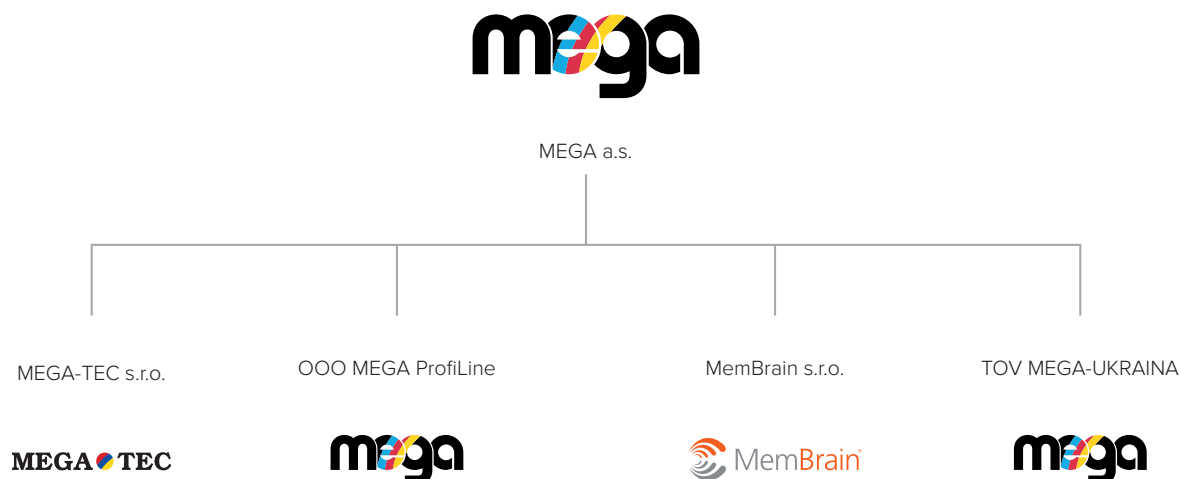 mega
MEGA a.s.
MEGA-TEC s.r.o.
OOO MEGA ProfiLine
MemBrain s.r.o.
TOV MEGA-UKRAINA
MEGA TEC
mega
MemBrain®
mega